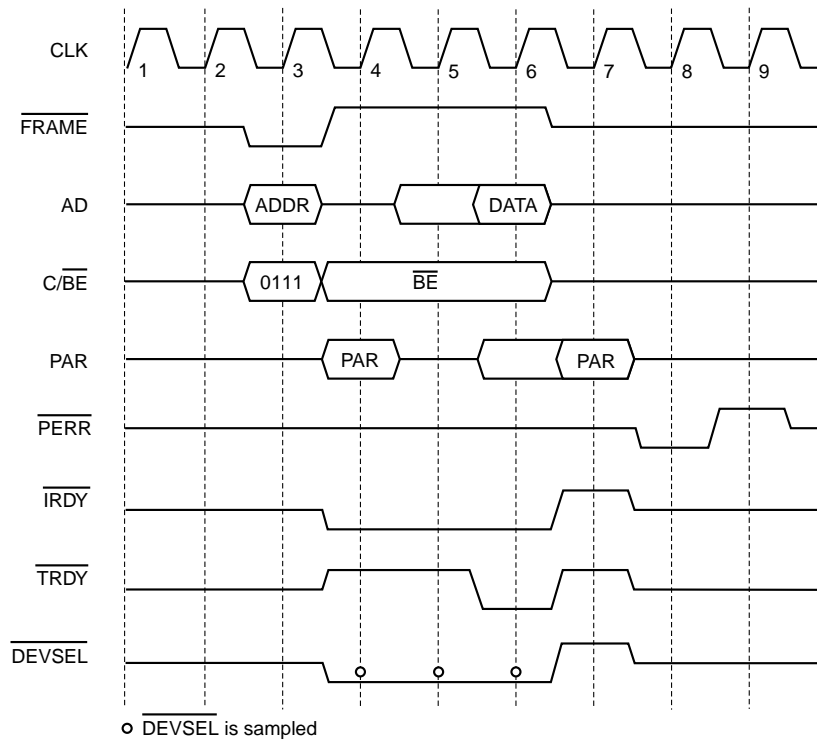 CLK
1 2 3 4 5 6 7 8 9
FRAME
AD
ADDR
DATA
C/BE
0111
BE
PAR
PAR
PAR
PERR
IRDY
TRDY
DEVSEL
DEVSEL is sampled